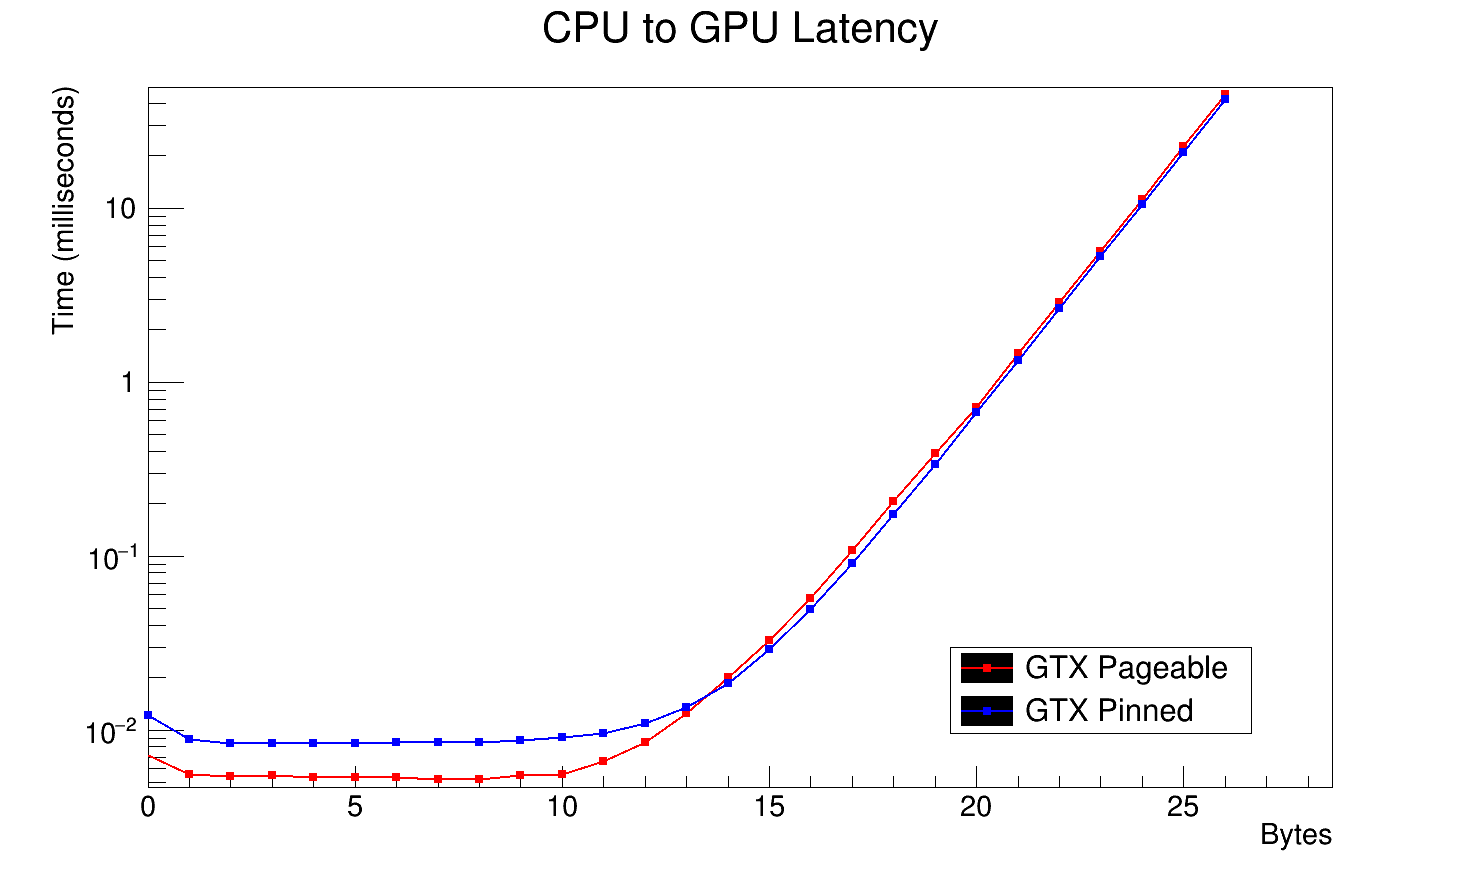 CPU to GPU Latency
Time (milliseconds)
10
1
10⁻¹
10⁻²
0 5 10 15 20 25
Bytes
GTX Pageable
GTX Pinned